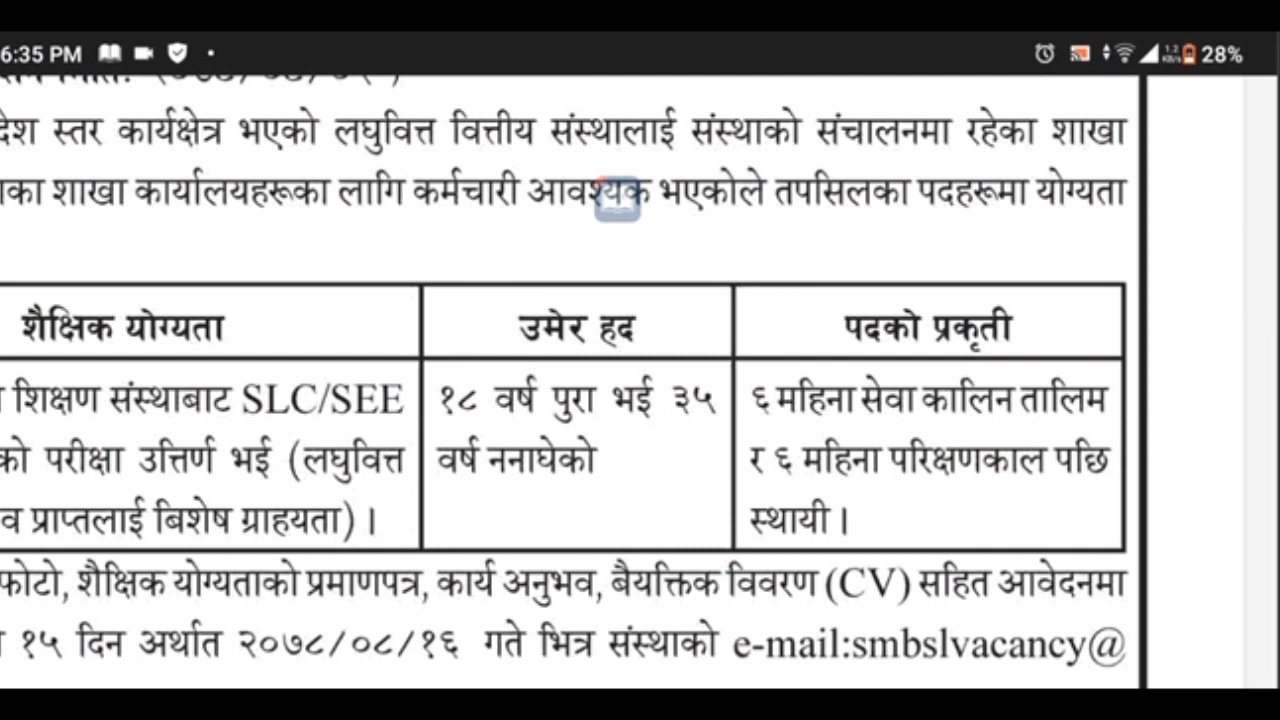 6:35 PM 1.2 KB/s 28%
देश स्तर कार्यक्षेत्र भएको लघुवित्त वित्तीय संस्थालाई संस्थाको संचालनमा रहेका शाखा
शाखा कार्यालयहरूका लागि कर्मचारी आवश्यक भएकोले तपसिलका पदहरूमा योग्यता
शैक्षिक योग्यता उमेर हद पदको प्रकृती
शिक्षण संस्थाबाट SLC/SEE १८ वर्ष पुरा भई ३५ ६ महिना सेवा कालिन तालिम
को परीक्षा उत्तिर्ण भई (लघुवित्त वर्ष ननाघेको र ६ महिना परिक्षणकाल पछि
व प्राप्तलाई बिशेष ग्राहयता) । स्थायी ।
फोटो, शैक्षिक योग्यताको प्रमाणपत्र, कार्य अनुभव, बैयक्तिक विवरण (CV) सहित आवेदनमा
१५ दिन अर्थात २०७८/०८/१६ गते भित्र संस्थाको e-mail:smbslvacancy@